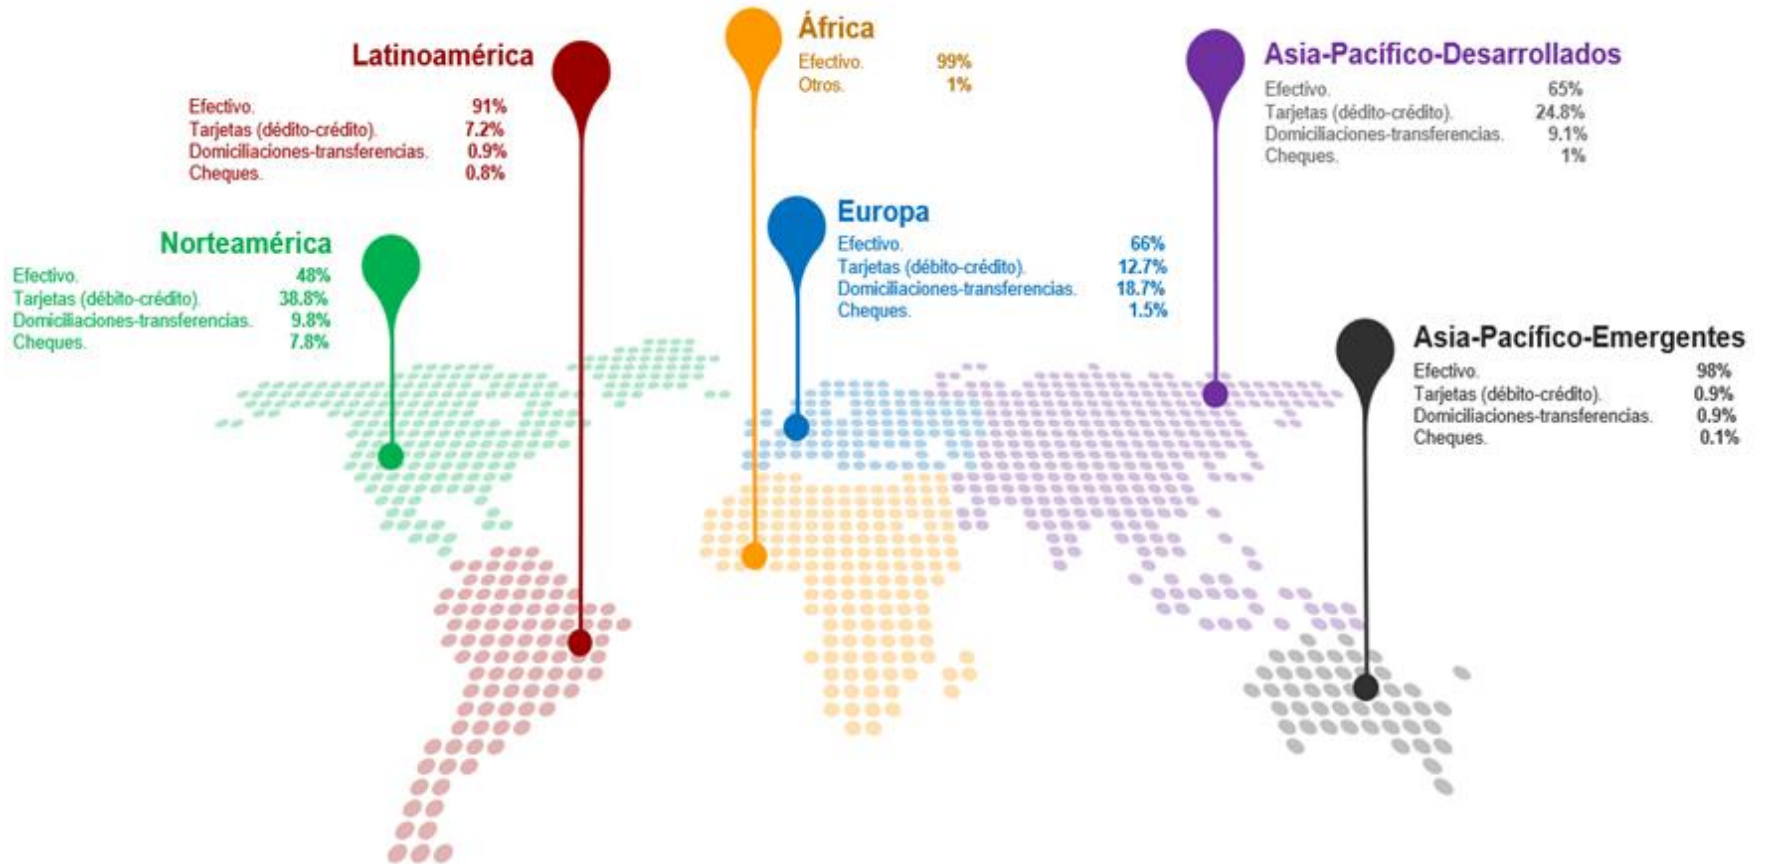 Latinoamérica
Efectivo. 91%
Tarjetas (dédito-crédito). 7.2%
Domiciliaciones-transferencias. 0.9%
Cheques. 0.8%
África
Efectivo. 99%
Otros. 1%
Asia-Pacífico-Desarrollados
Efectivo. 65%
Tarjetas (dédito-crédito). 24.8%
Domiciliaciones-transferencias. 9.1%
Cheques. 1%
Norteamérica
Efectivo. 48%
Tarjetas (débito-crédito). 38.8%
Domiciliaciones-transferencias. 9.8%
Cheques. 7.8%
Europa
Efectivo. 66%
Tarjetas (débito-crédito). 12.7%
Domiciliaciones-transferencias. 18.7%
Cheques. 1.5%
Asia-Pacífico-Emergentes
Efectivo. 98%
Tarjetas (dédito-crédito). 0.9%
Domiciliaciones-transferencias. 0.9%
Cheques. 0.1%